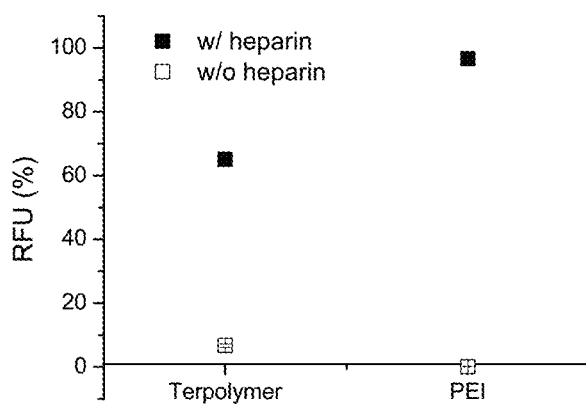 w/ heparin
w/o heparin
RFU (%)
100
80
60
40
20
0
Terpolymer
PEI